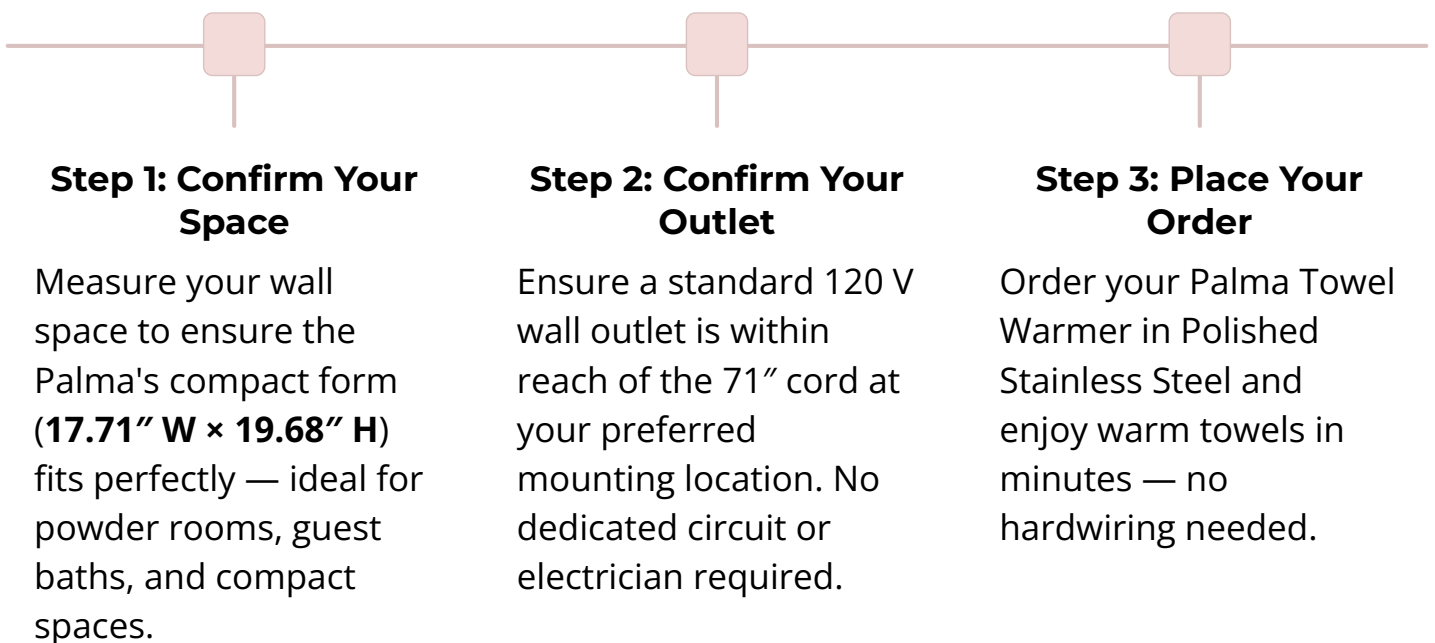 Step 1: Confirm Your
Space
Measure your wall
space to ensure the
Palma's compact form
(17.71″ W × 19.68″ H)
fits perfectly — ideal for
powder rooms, guest
baths, and compact
spaces.
Step 2: Confirm Your
Outlet
Ensure a standard 120 V
wall outlet is within
reach of the 71″ cord at
your preferred
mounting location. No
dedicated circuit or
electrician required.
Step 3: Place Your
Order
Order your Palma Towel
Warmer in Polished
Stainless Steel and
enjoy warm towels in
minutes — no
hardwiring needed.